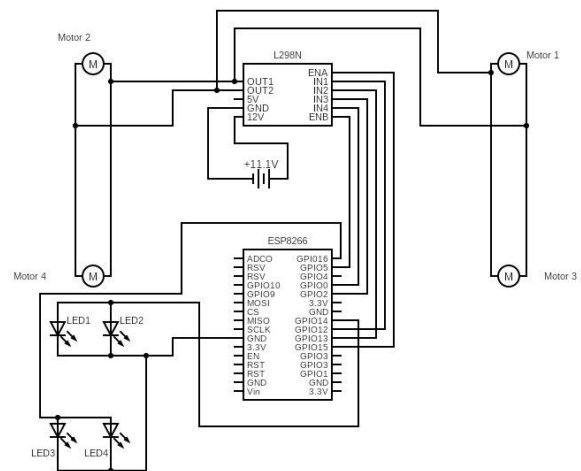 Motor 2
Motor 1
M
M
L298N
OUT1
OUT2
5V
GND
12V
ENA
IN1
IN2
IN3
IN4
ENB
+11.1V
Motor 4
M
M
Motor 3
ESP8266
ADCO
RSV
RSV
GPIO10
GPIO9
MOSI
CS
MISO
SCLK
GND
3.3V
EN
RST
RST
GND
Vin
GPI016
GPIO5
GPIO4
GPIO0
GPIO2
3.3V
GND
GPIO14
GPIO12
GPIO13
GPIO15
GPIO3
GPIO3
GPIO1
GND
3.3V
LED1
LED2
LED3
LED4